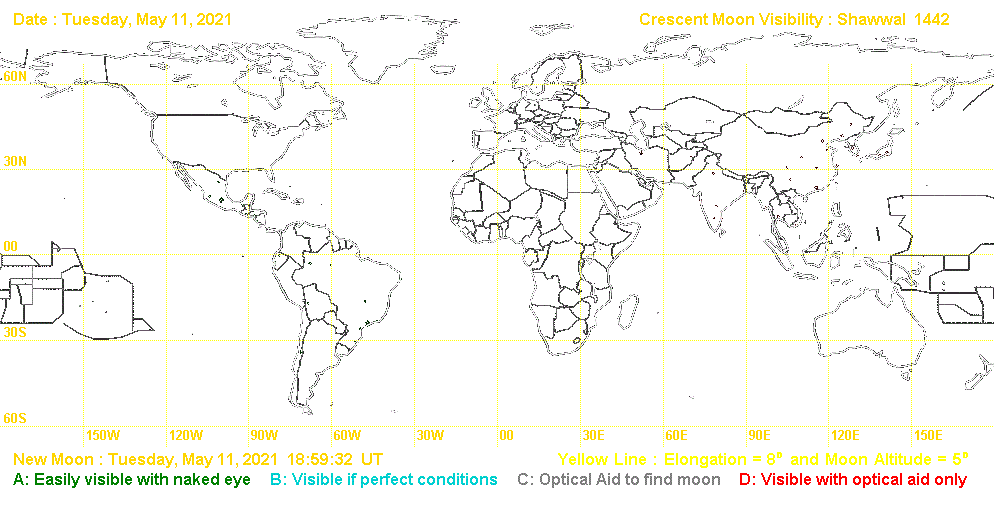 Date : Tuesday, May 11, 2021 Crescent Moon Visibility : Shawwal 1442
60N
30N
00
30S
60S
150W 120W 90W 60W 30W 00 30E 60E 90E 120E 150E
New Moon : Tuesday, May 11, 2021 18:59:32 UT Yellow Line : Elongation = 8° and Moon Altitude = 5°
A: Easily visible with naked eye B: Visible if perfect conditions C: Optical Aid to find moon D: Visible with optical aid only